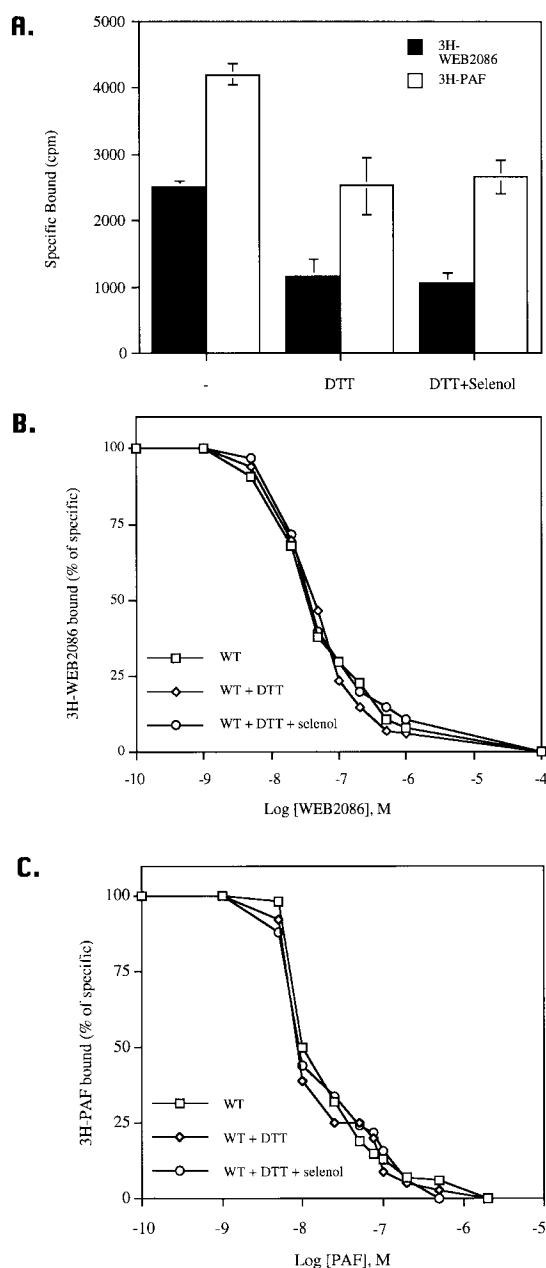 A.
5000
4000
3000
2000
1000
0
Specific Bound (cpm)
3H-
WEB2086
3H-PAF
-
DTT
DTT+Selenol
B.
100
75
50
25
0
3H-WEB2086 bound (% of specific)
WT
WT + DTT
WT + DTT + selenol
-10
-9
-8
-7
-6
-5
-4
Log [WEB2086], M
C.
100
75
50
25
0
3H-PAF bound (% of specific)
WT
WT + DTT
WT + DTT + selenol
-10
-9
-8
-7
-6
-5
Log [PAF], M